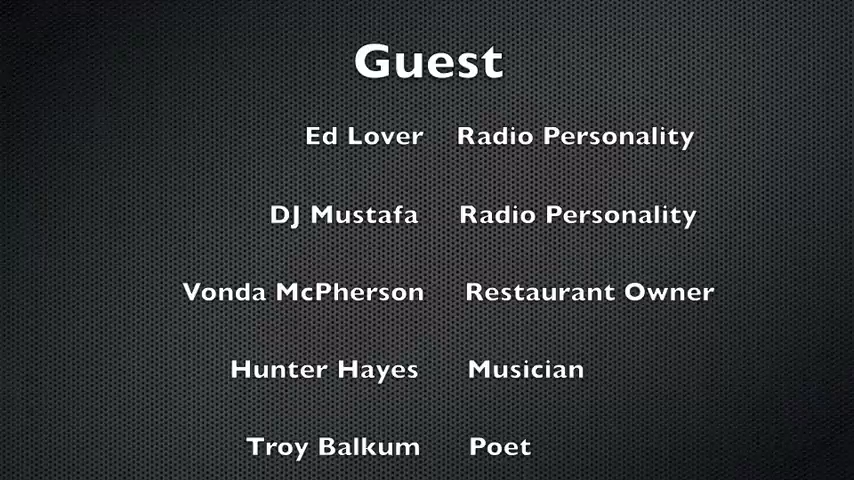 Guest
Ed Lover Radio Personality
DJ Mustafa Radio Personality
Vonda McPherson Restaurant Owner
Hunter Hayes Musician
Troy Balkum Poet